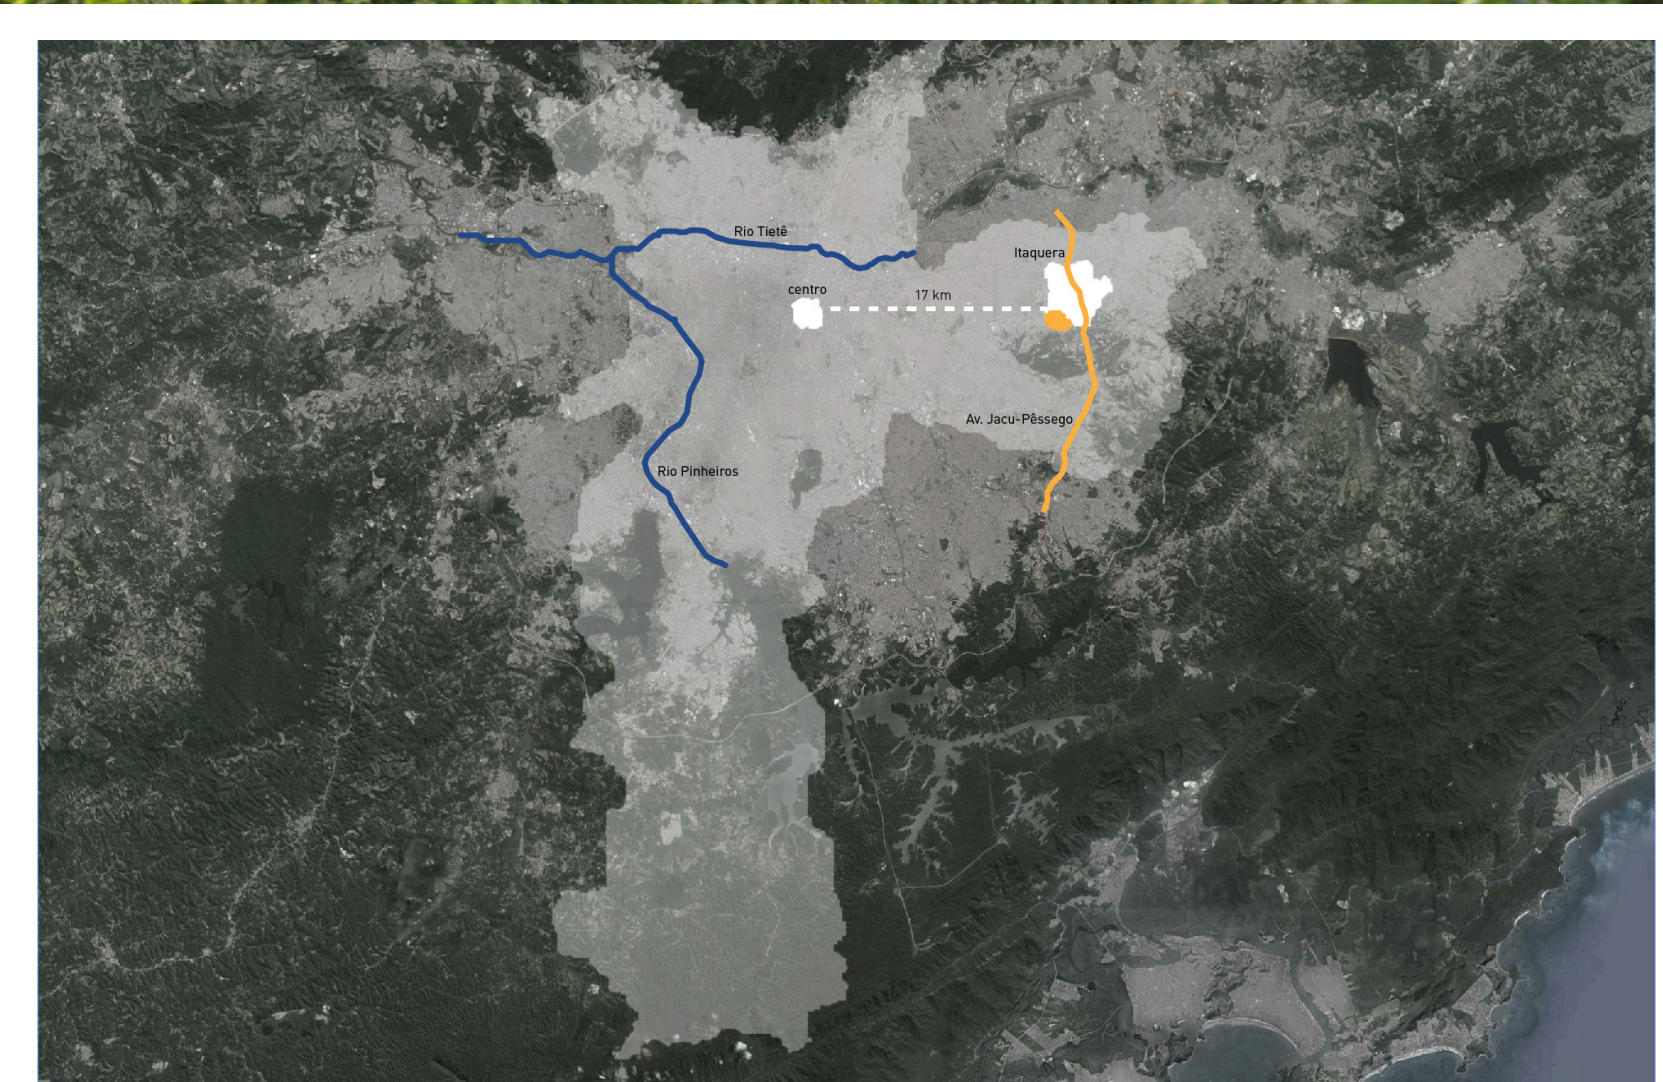 Rio Tietê
Itaquera
centro
17 km
Av. Jacu-Pêssego
Rio Pinheiros